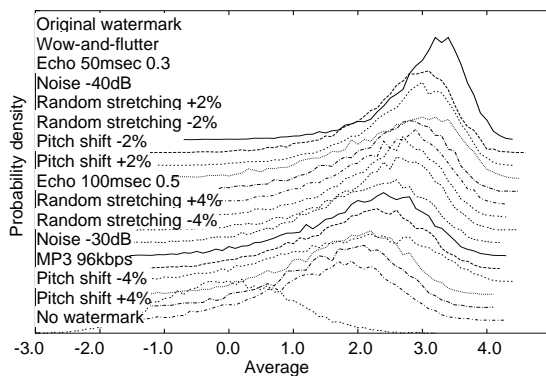 Original watermark
Wow-and-flutter
Echo 50msec 0.3
Noise -40dB
Random stretching +2%
Random stretching -2%
Pitch shift -2%
Pitch shift +2%
Echo 100msec 0.5
Random stretching +4%
Random stretching -4%
Noise -30dB
MP3 96kbps
Pitch shift -4%
Pitch shift +4%
No watermark
Probability density
-3.0 -2.0 -1.0 0.0 1.0 2.0 3.0 4.0
Average